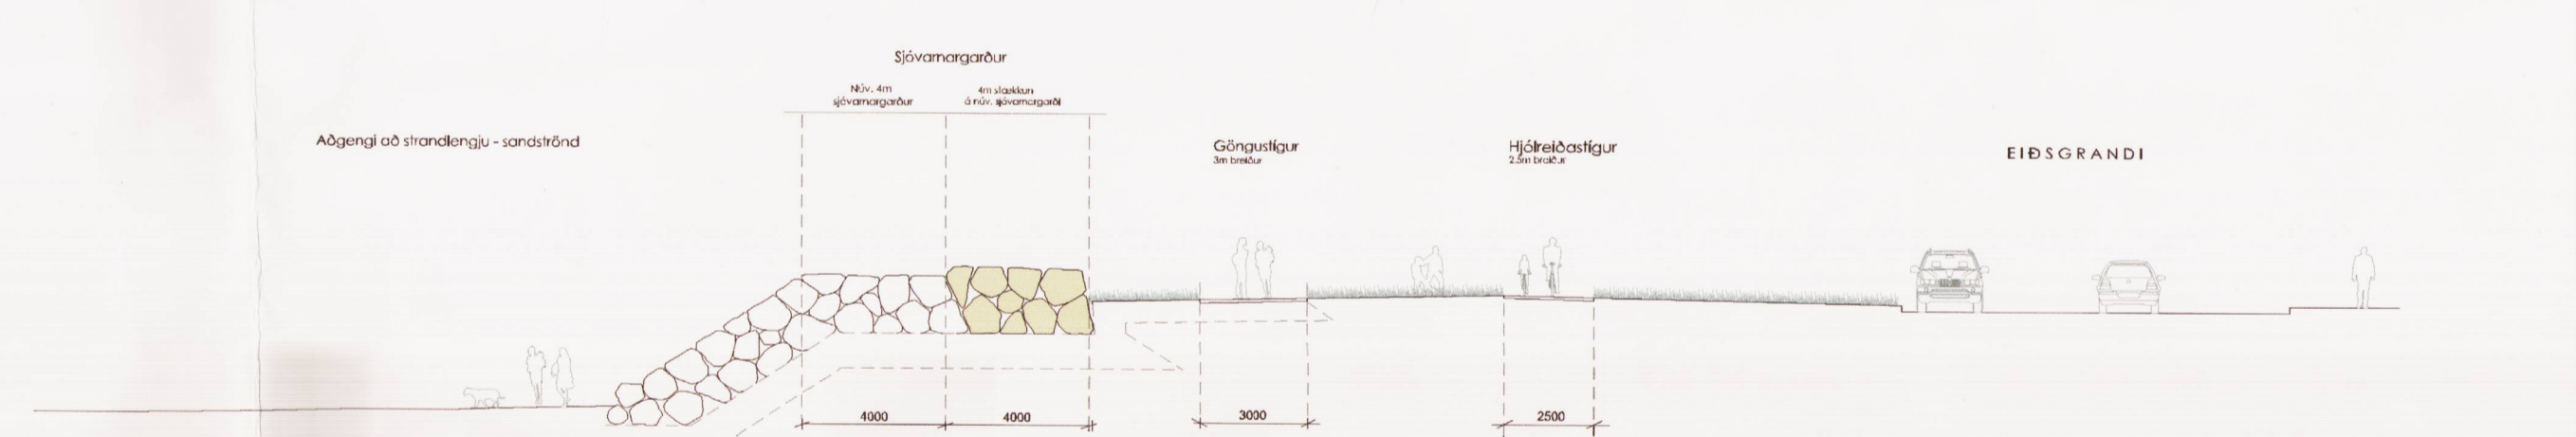 Sjóvarnargarður
Núv. 4m
sjóvarnargarður
4m stækkun
á núv. sjóvarnargarði
Aðgengi að strandlengju - sandströnd
Göngustígur
3m breiður
Hjólreiðastígur
2.5m breiður
EIÐSGRANDI
4000
4000
3000
2500